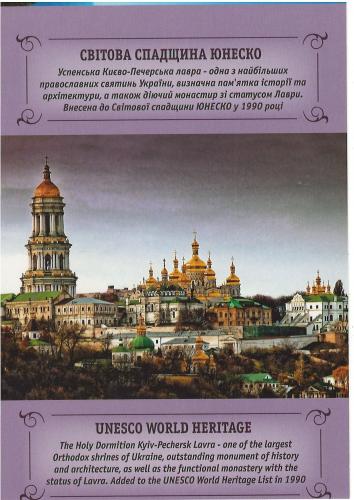 СВІТОВА СПАДЩИНА ЮНЕСКО
Успенська Києво-Печерська лавра - одна з найбільших
православних святинь України, визначна пам'ятка історії та
архітектури, а також діючий монастир зі статусом Лаври.
Внесена до Світової спадщини ЮНЕСКО у 1990 році
UNESCO WORLD HERITAGE
The Holy Dormition Kyiv-Pechersk Lavra - one of the largest
Orthodox shrines of Ukraine, outstanding monument of history
and architecture, as well as the functional monastery with the
status of Lavra. Added to the UNESCO World Heritage List in 1990